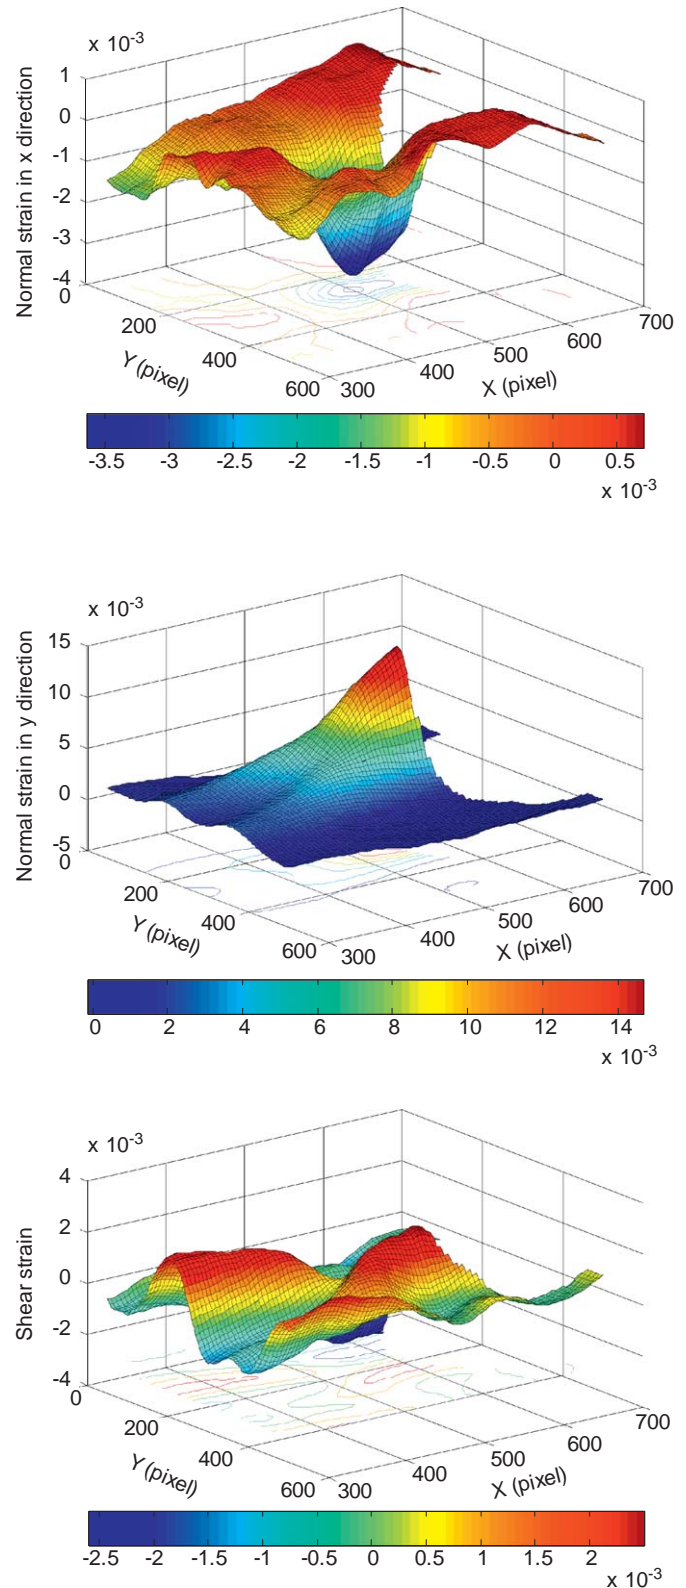 x 10-3
Normal strain in x direction
1
0
-1
-2
-3
-4
0
200
400
600
300
400
500
600
700
Y (pixel)
X (pixel)
-3.5 -3 -2.5 -2 -1.5 -1 -0.5 0 0.5
x 10-3
x 10-3
Normal strain in y direction
15
10
5
0
-5
0
200
400
600
300
400
500
600
700
Y (pixel)
X (pixel)
0 2 4 6 8 10 12 14
x 10-3
x 10-3
Shear strain
4
2
0
-2
-4
0
200
400
600
300
400
500
600
700
Y (pixel)
X (pixel)
-2.5 -2 -1.5 -1 -0.5 0 0.5 1 1.5 2
x 10-3